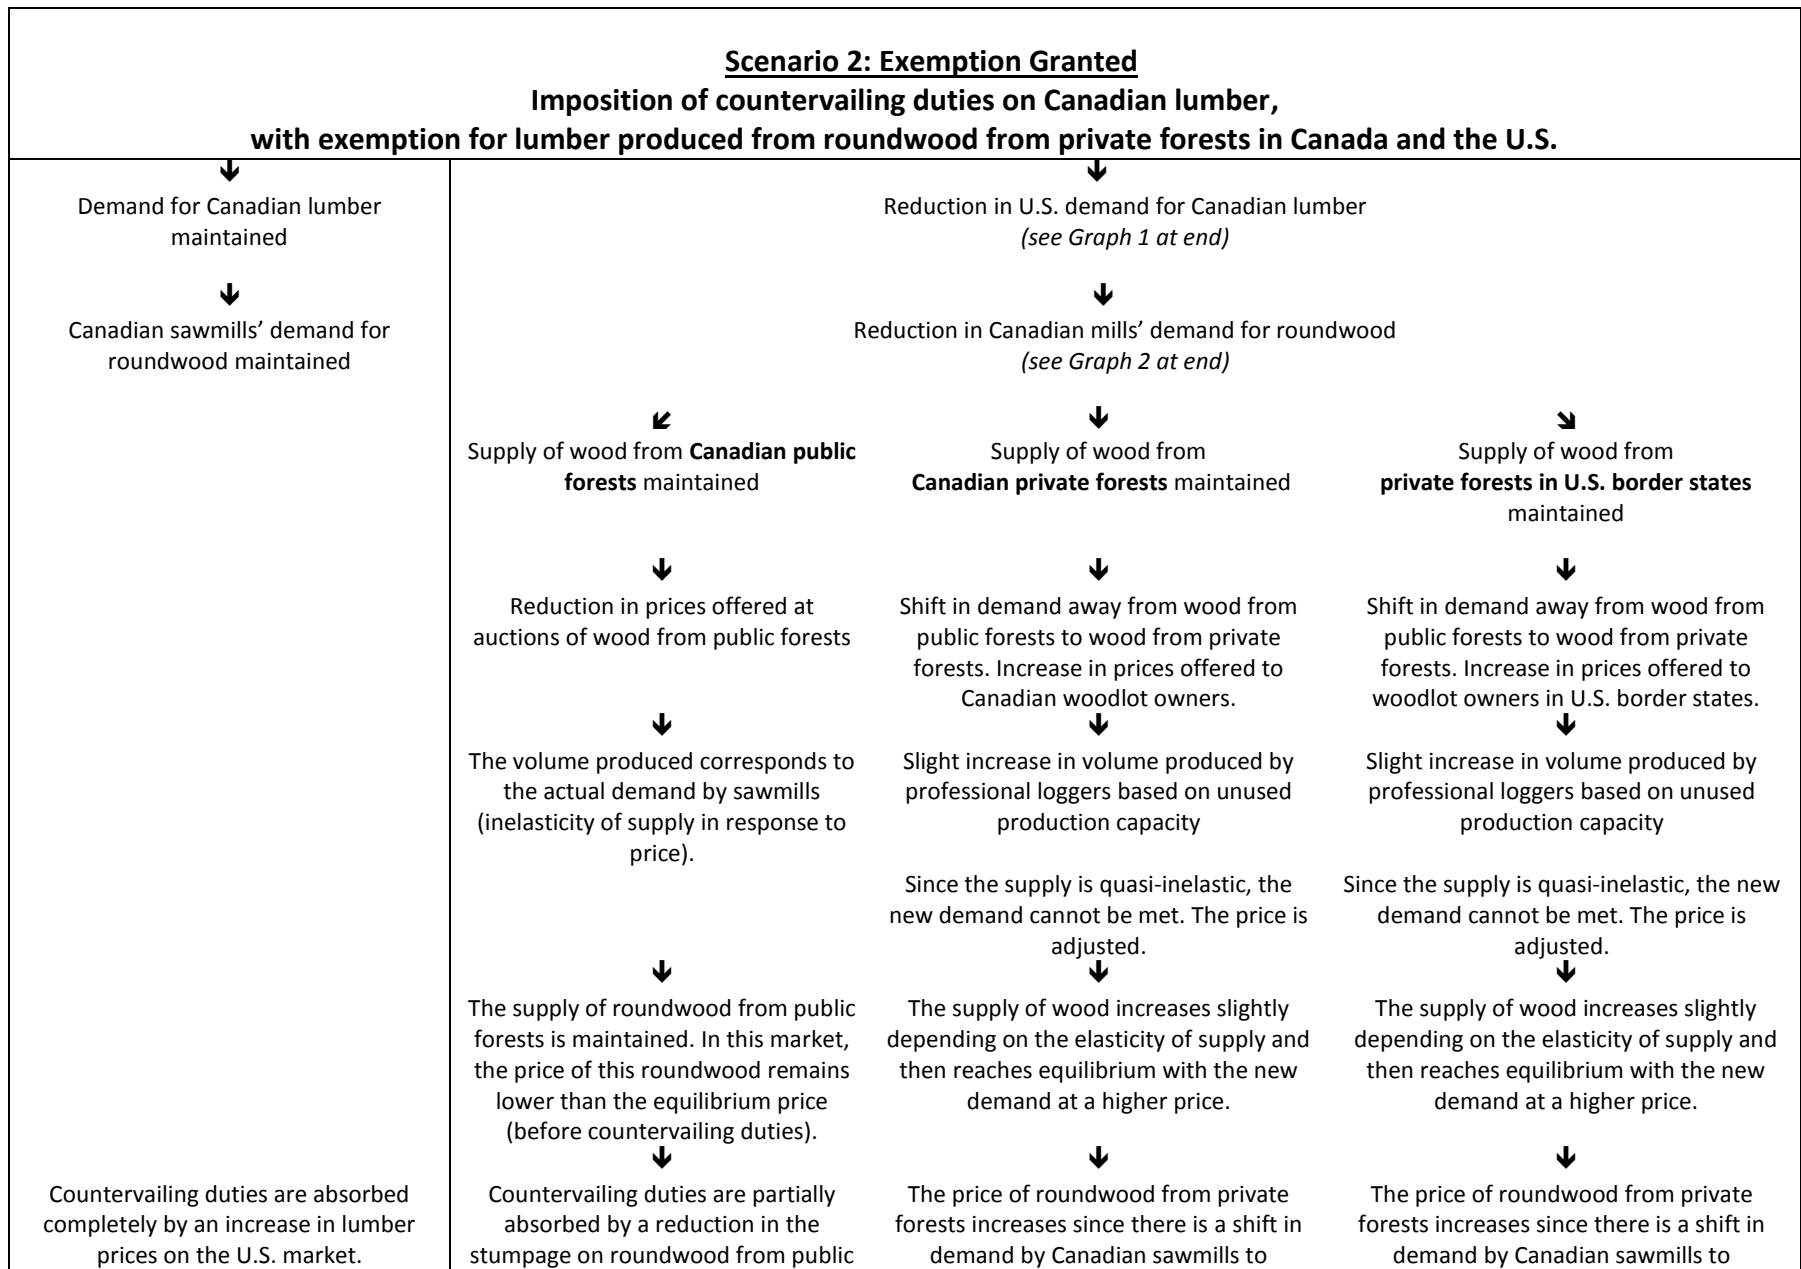 Scenario 2: Exemption Granted
Imposition of countervailing duties on Canadian lumber,
with exemption for lumber produced from roundwood from private forests in Canada and the U.S.
Demand for Canadian lumber
maintained
Canadian sawmills’ demand for
roundwood maintained
Countervailing duties are absorbed
completely by an increase in lumber
prices on the U.S. market.
Reduction in U.S. demand for Canadian lumber
(see Graph 1 at end)
Reduction in Canadian mills’ demand for roundwood
(see Graph 2 at end)
Supply of wood from Canadian public
forests maintained
Reduction in prices offered at
auctions of wood from public forests
The volume produced corresponds to
the actual demand by sawmills
(inelasticity of supply in response to
price).
The supply of roundwood from public
forests is maintained. In this market,
the price of this roundwood remains
lower than the equilibrium price
(before countervailing duties).
Countervailing duties are partially
absorbed by a reduction in the
stumpage on roundwood from public
Supply of wood from
Canadian private forests maintained
Shift in demand away from wood from
public forests to wood from private
forests. Increase in prices offered to
Canadian woodlot owners.
Slight increase in volume produced by
professional loggers based on unused
production capacity
Since the supply is quasi-inelastic, the
new demand cannot be met. The price is
adjusted.
The supply of wood increases slightly
depending on the elasticity of supply and
then reaches equilibrium with the new
demand at a higher price.
The price of roundwood from private
forests increases since there is a shift in
demand by Canadian sawmills to
Supply of wood from
private forests in U.S. border states
maintained
Shift in demand away from wood from
public forests to wood from private
forests. Increase in prices offered to
woodlot owners in U.S. border states.
Slight increase in volume produced by
professional loggers based on unused
production capacity
Since the supply is quasi-inelastic, the new
demand cannot be met. The price is
adjusted.
The supply of wood increases slightly
depending on the elasticity of supply and
then reaches equilibrium with the new
demand at a higher price.
The price of roundwood from private
forests increases since there is a shift in
demand by Canadian sawmills to